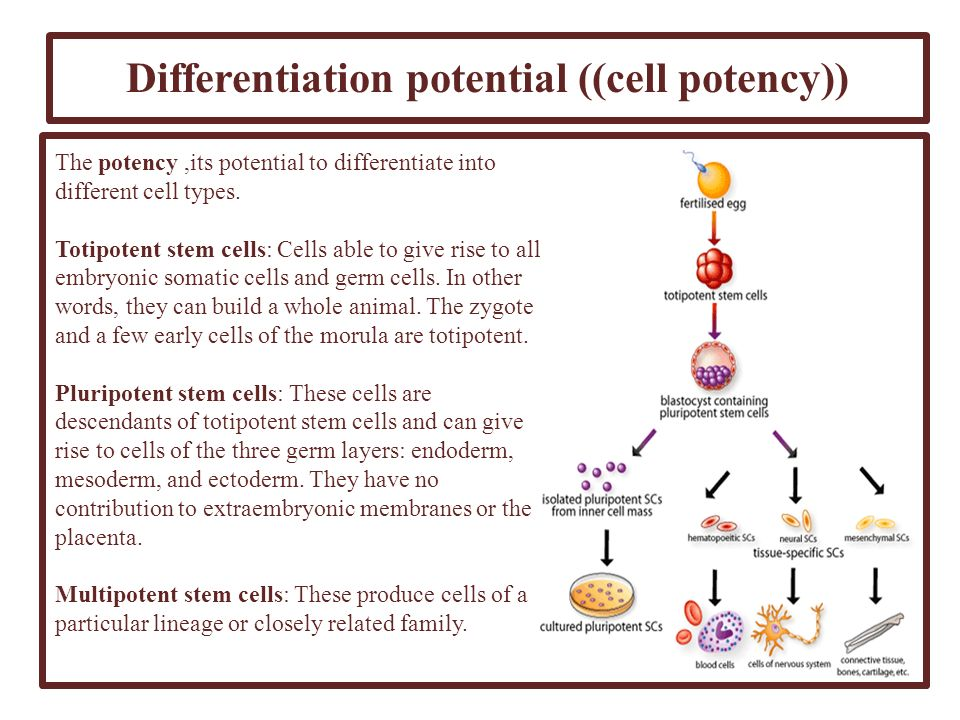 Differentiation potential ((cell potency))
The potency ,its potential to differentiate into
different cell types.
Totipotent stem cells: Cells able to give rise to all
embryonic somatic cells and germ cells. In other
words, they can build a whole animal. The zygote
and a few early cells of the morula are totipotent.
Pluripotent stem cells: These cells are
descendants of totipotent stem cells and can give
rise to cells of the three germ layers: endoderm,
mesoderm, and ectoderm. They have no
contribution to extraembryonic membranes or the
placenta.
Multipotent stem cells: These produce cells of a
particular lineage or closely related family.
fertilised egg
totipotent stem cells
blastocyst containing
pluripotent stem cells
isolated pluripotent SCs
from inner cell mass
cultured pluripotent SCs
hematopoeitic SCs
neural SCs
mesenchymal SCs
tissue-specific SCs
blood cells
cells of nervous system
connective tissue,
bones, cartilage, etc.